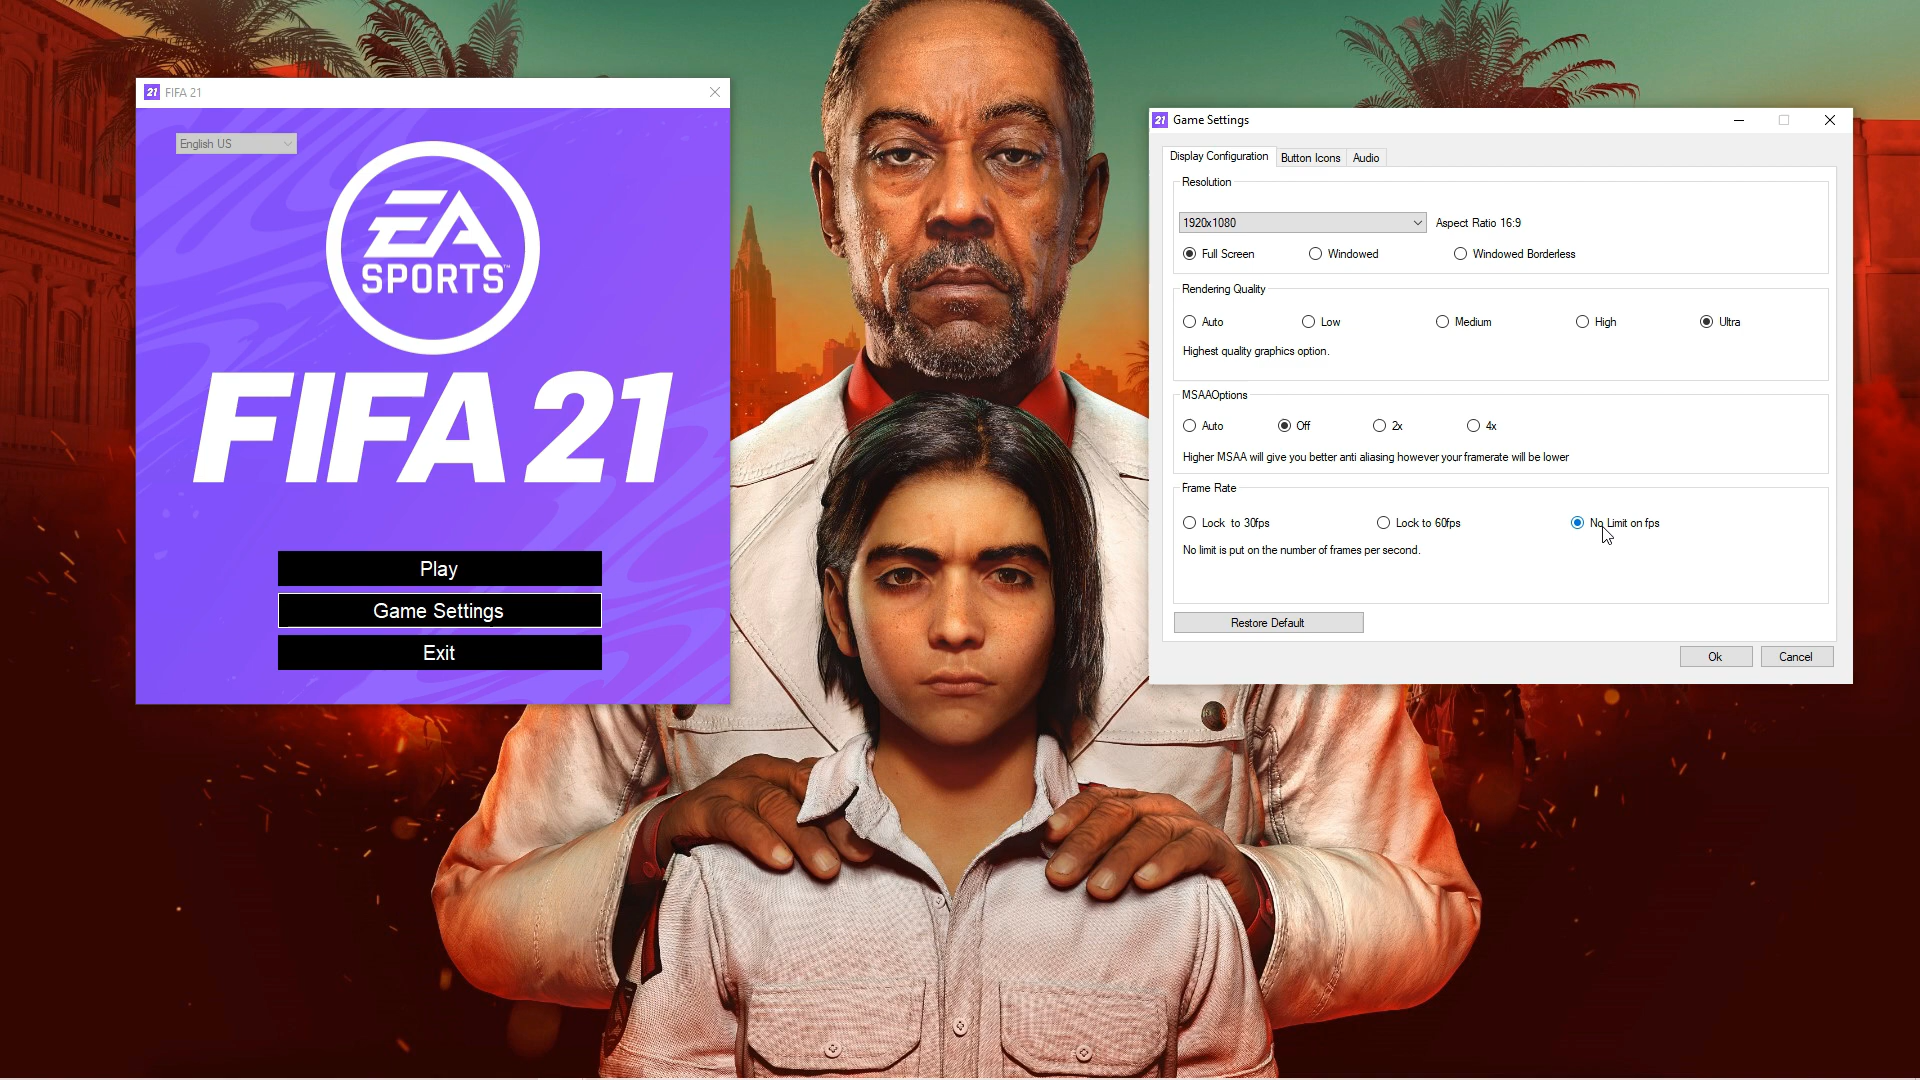 21 FIFA 21
English US
EA
SPORTS™
FIFA 21
Play
Game Settings
Exit
21 Game Settings
Display Configuration
Button Icons
Audio
Resolution
1920x1080
Aspect Ratio 16:9
Full Screen
Windowed
Windowed Borderless
Rendering Quality
Auto
Low
Medium
High
Ultra
Highest quality graphics option.
MSAAOptions
Auto
Off
2x
4x
Higher MSAA will give you better anti aliasing however your framerate will be lower
Frame Rate
Lock to 30fps
Lock to 60fps
No Limit on fps
No limit is put on the number of frames per second.
Restore Default
Ok
Cancel